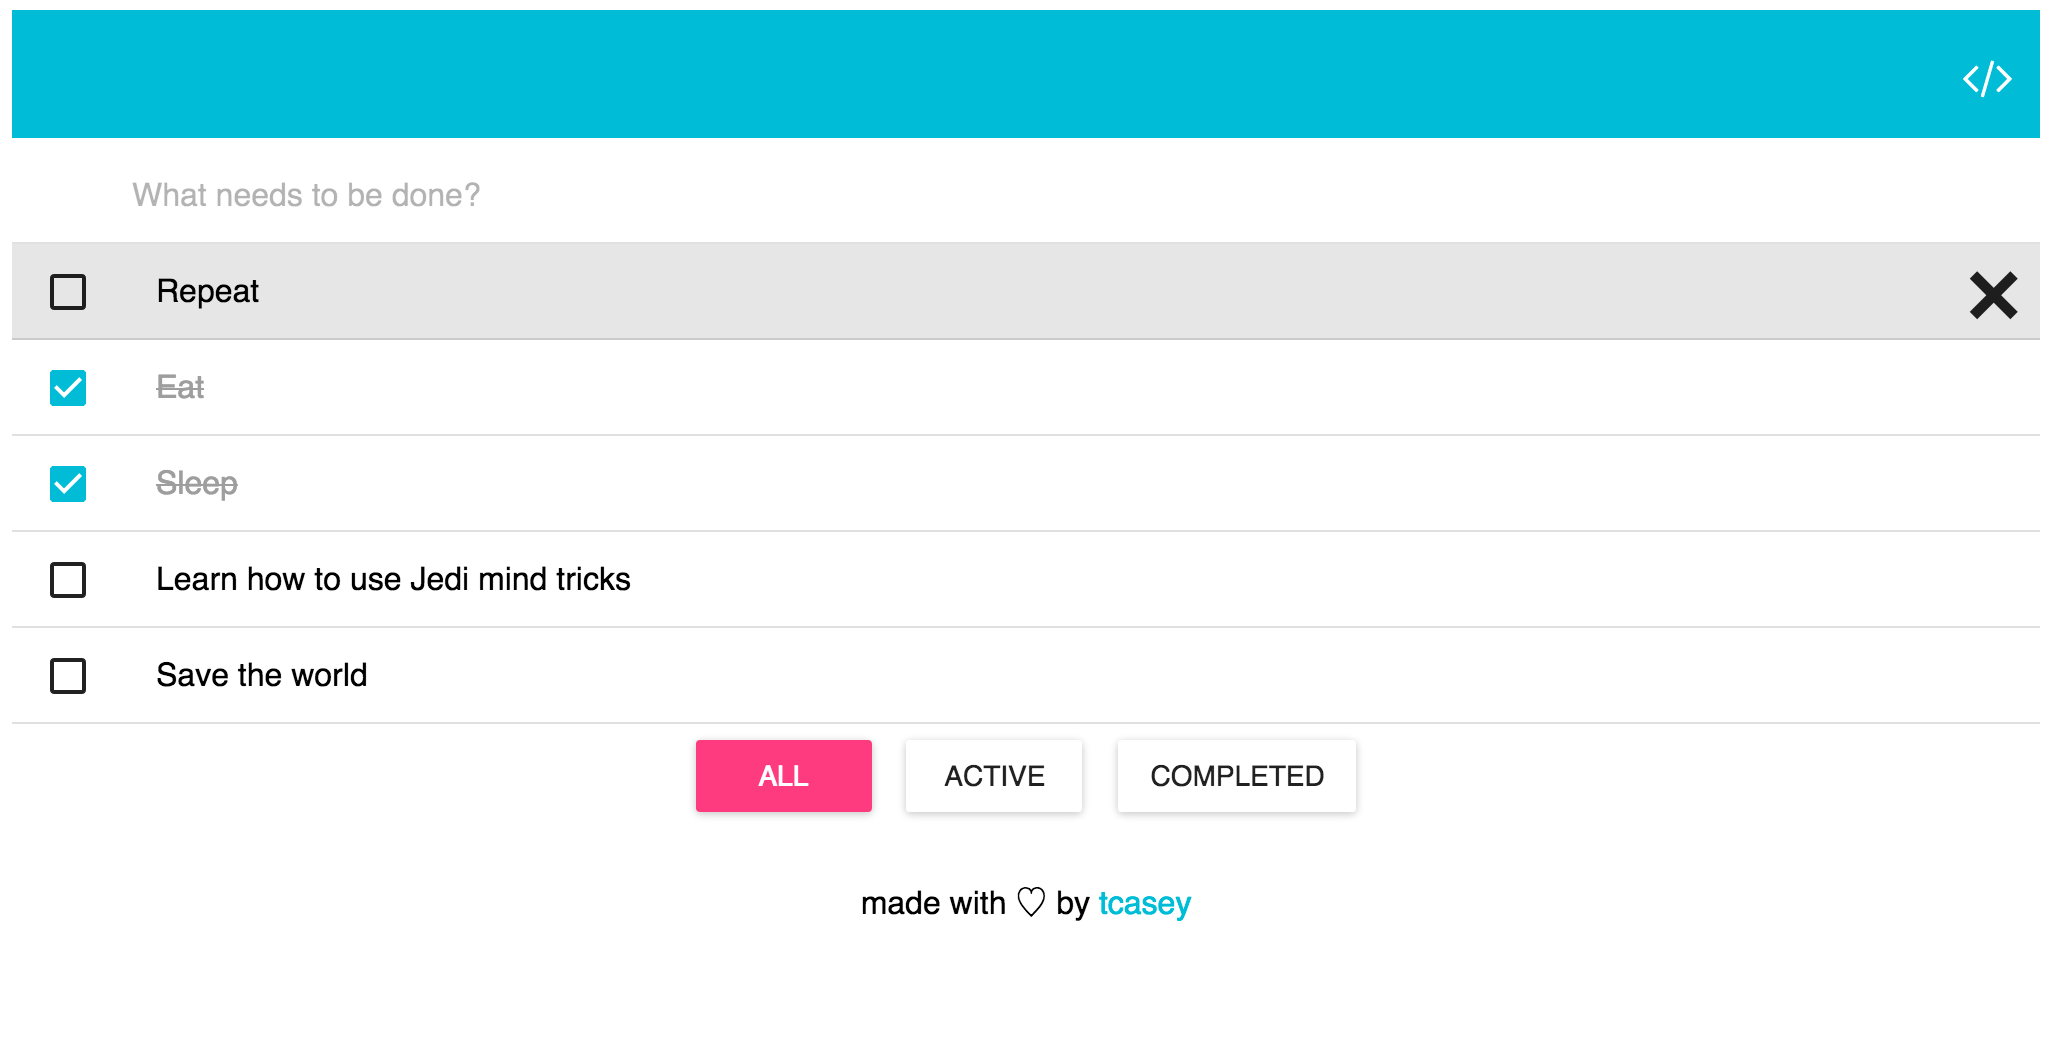 What needs to be done?
Repeat
Eat
Sleep
Learn how to use Jedi mind tricks
Save the world
ALL ACTIVE COMPLETED
made with ♡ by tcasey